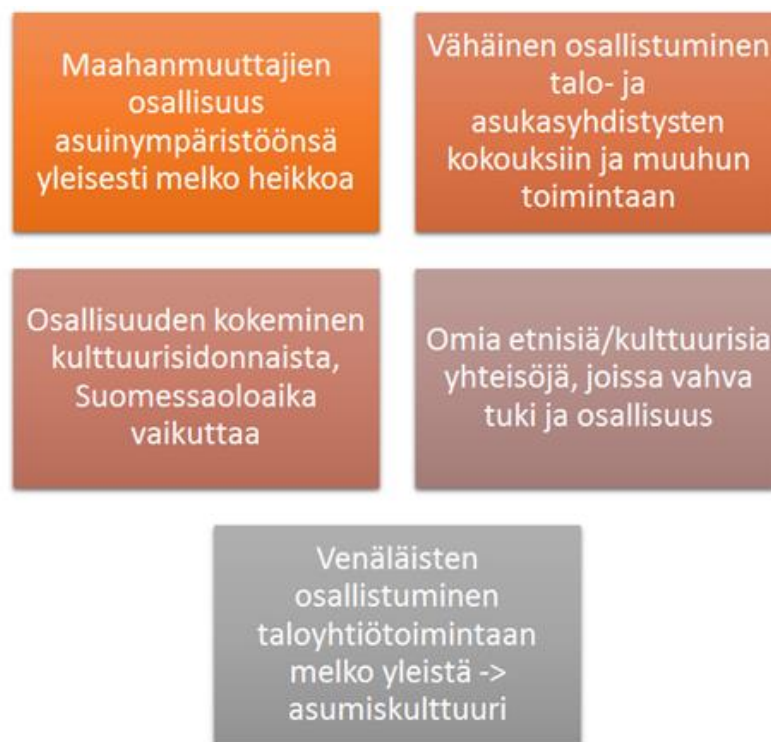 Maahanmuuttajien
osallisuus
asuinympäristöönsä
yleisesti melko heikkoa
Vähäinen osallistuminen
talo- ja
asukasyhdistysten
kokouksiin ja muuhun
toimintaan
Osallisuuden kokeminen
kulttuurisidonnaista,
Suomessaoloaika
vaikuttaa
Omia etnisiä/kulttuurisia
yhteisöjä, joissa vahva
tuki ja osallisuus
Venäläisten
osallistuminen
taloyhtiötoimintaan
melko yleistä ->
asumiskulttuuri